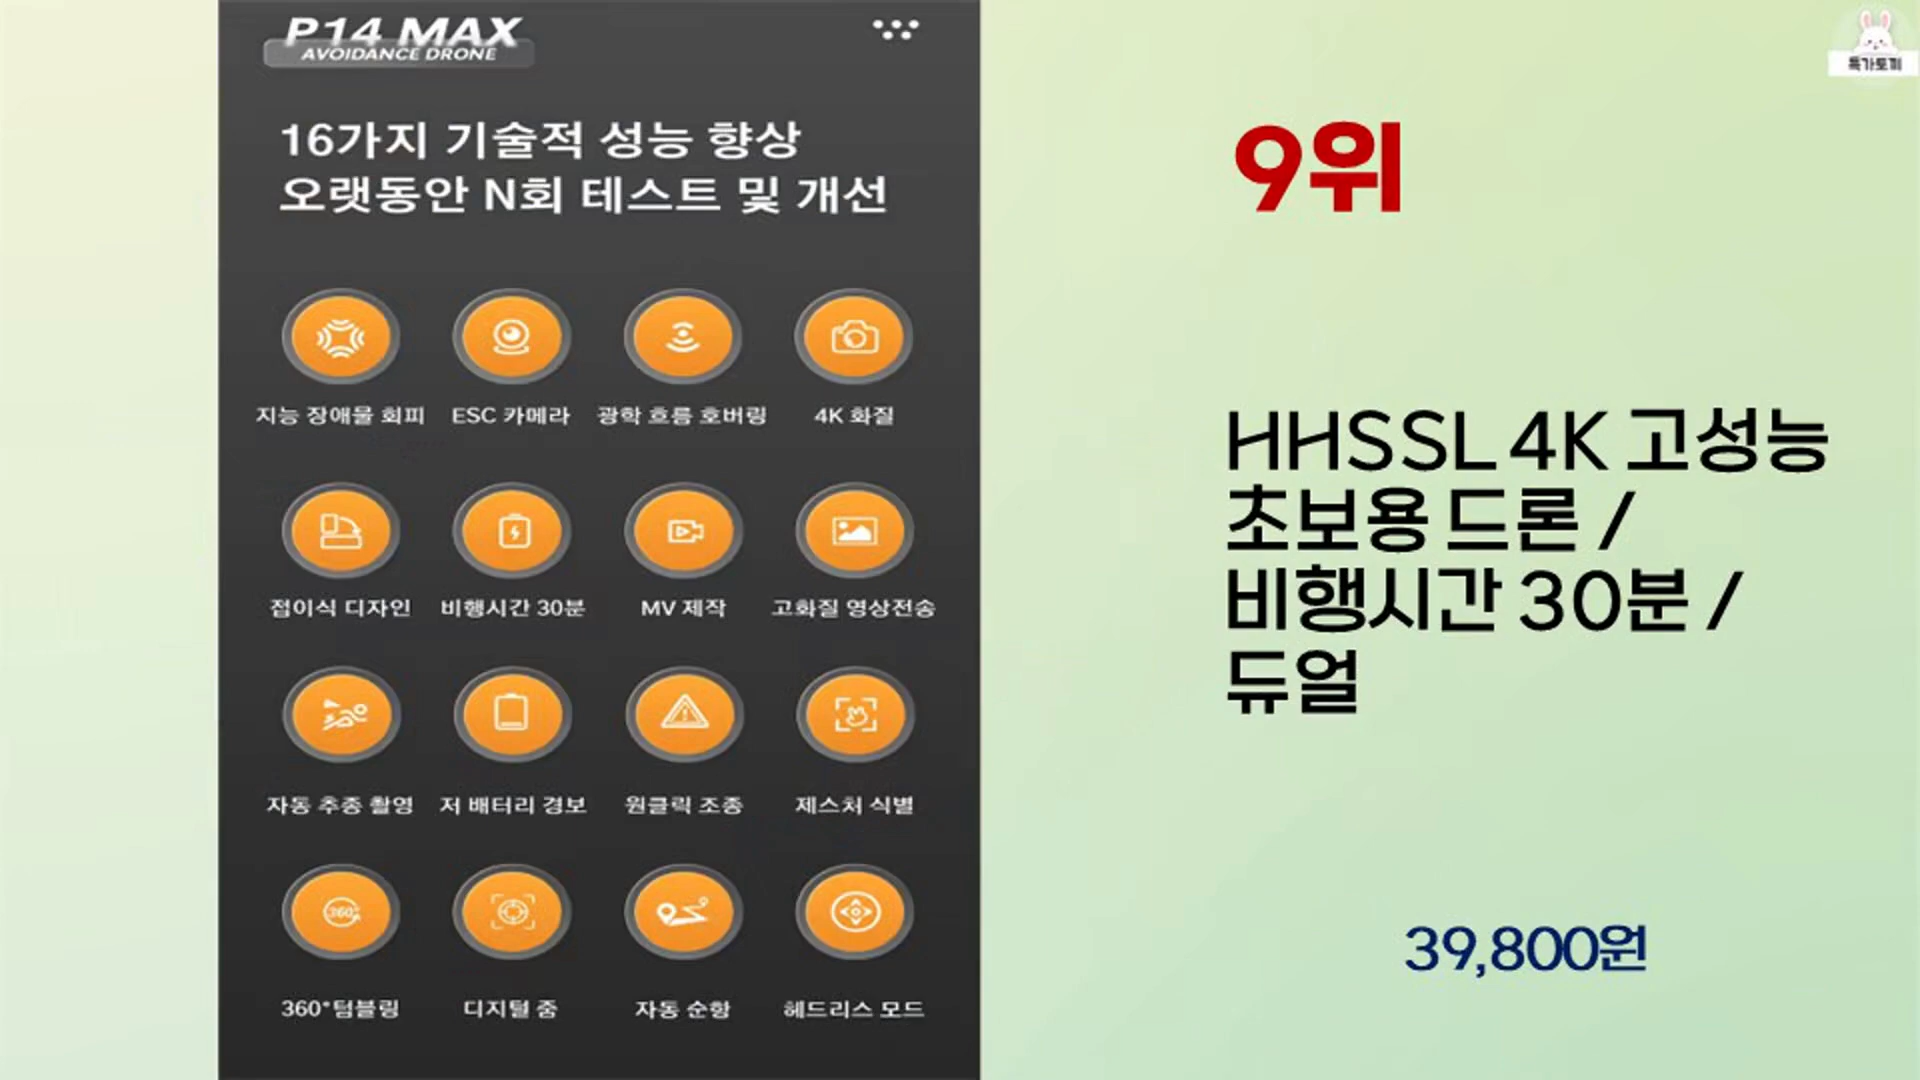 P14 MAX
AVOIDANCE DRONE
특가토끼
16가지 기술적 성능 향상
오랫동안 N회 테스트 및 개선
9위
지능 장애물 회피
ESC 카메라
광학 흐름 호버링
4K 화질
HHSSL 4K 고성능
초보용 드론 /
비행시간 30분 /
듀얼
접이식 디자인
비행시간 30분
MV 제작
고화질 영상전송
자동 추종 촬영
저 배터리 경보
원클릭 조종
제스처 식별
360
360°텀블링
디지털 줌
자동 순항
헤드리스 모드
39,800원